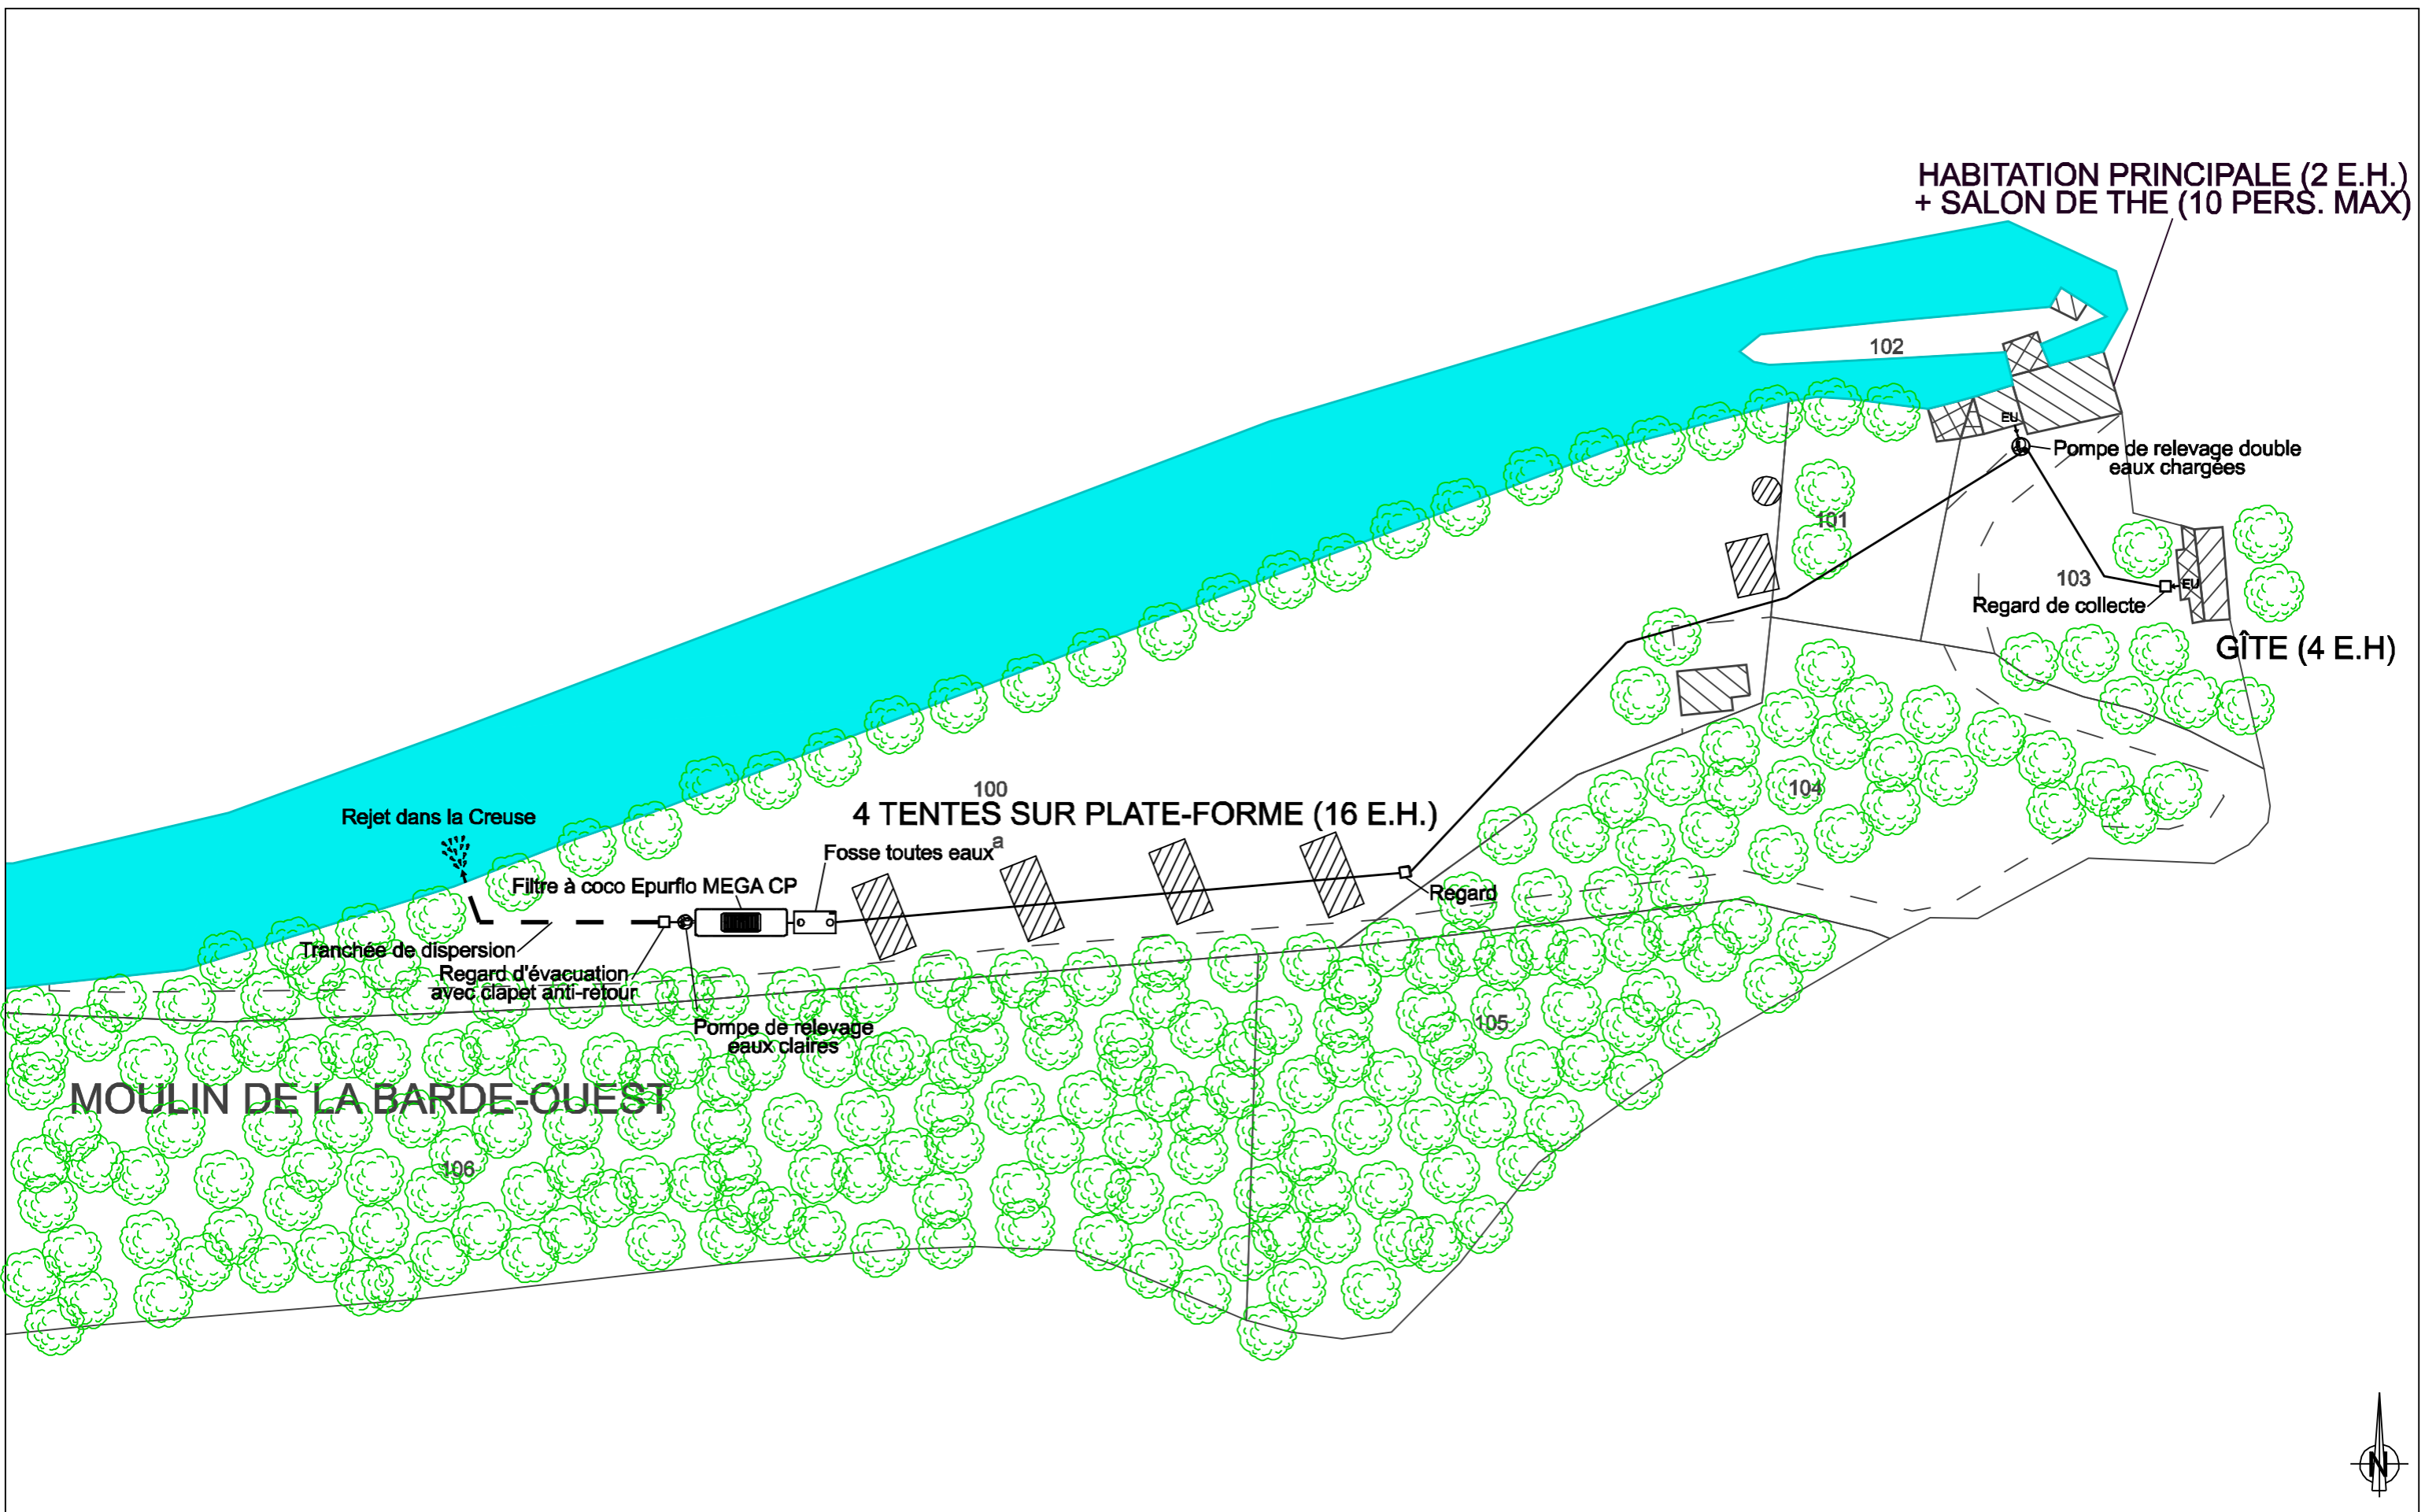 HABITATION PRINCIPALE (2 E.H.)
+ SALON DE THE (10 PERS. MAX)
102
EU
Pompe de relevage double
eaux chargées
101
103
EU
Regard de collecte
GÎTE (4 E.H)
100
4 TENTES SUR PLATE-FORME (16 E.H.)
a
104
Rejet dans la Creuse
Fosse toutes eaux
Filtre à coco Epurflo MEGA CP
Regard
Tranchée de dispersion
Regard d'évacuation
avec clapet anti-retour
Pompe de relevage
eaux claires
105
MOULIN DE LA BARDE-OUEST
106
N